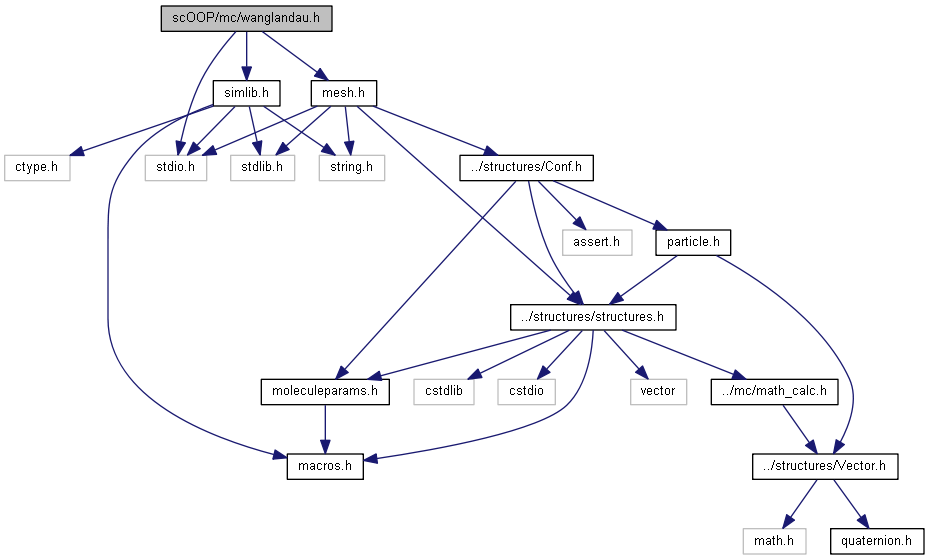 scOOP/mc/wanglandau.h
simlib.h
mesh.h
ctype.h
stdio.h
stdlib.h
string.h
../structures/Conf.h
assert.h
particle.h
../structures/structures.h
moleculeparams.h
cstdlib
cstdio
vector
../mc/math_calc.h
macros.h
../structures/Vector.h
math.h
quaternion.h